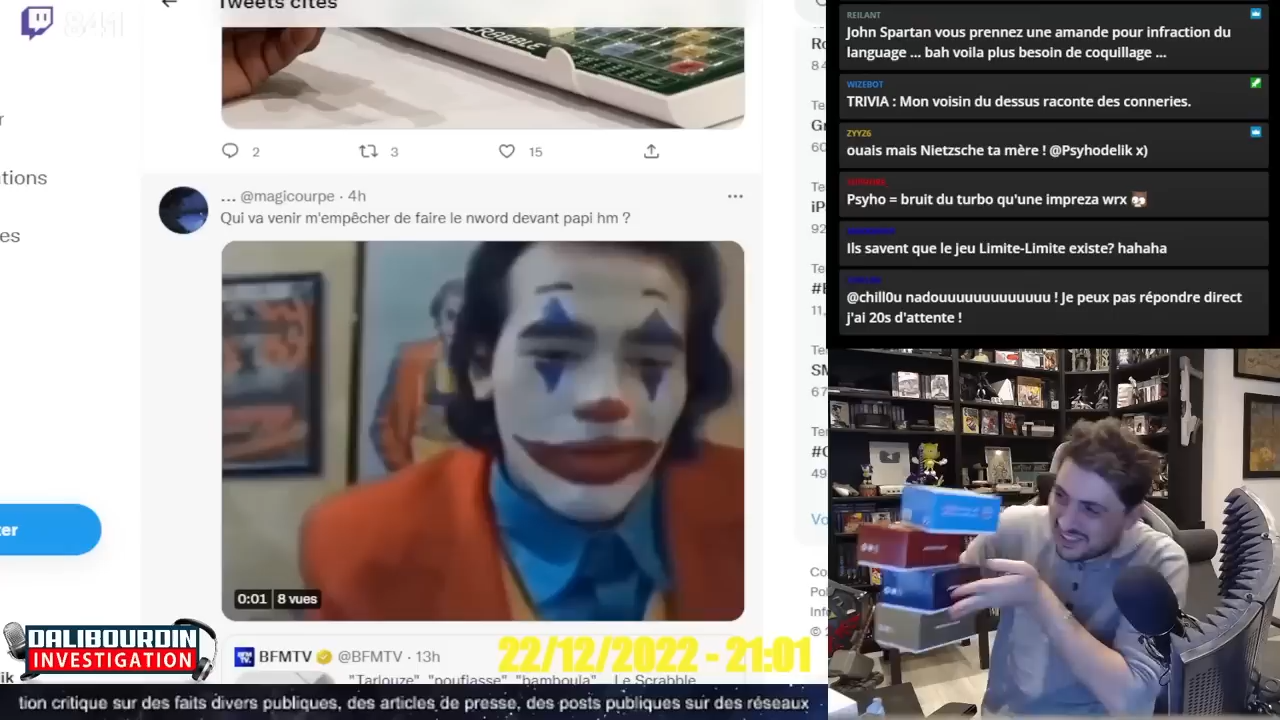 841
Tweets cités
SCRABBLE
2
3
15
... @magicourpe · 4h
Qui va venir m'empêcher de faire le nword devant papi hm ?
0:01 | 8 vues
BFMTV @BFMTV · 13h
"Tarlouze", "pouflasse", "bamboula"... Le Scrabble
tions
es
ter
DALIBOURDIN
INVESTIGATION
22/12/2022 - 21:01
tion critique sur des faits divers publiques, des articles de presse, des posts publiques sur des réseaux
REILANT
John Spartan vous prennez une amande pour infraction du
language ... bah voila plus besoin de coquillage ...
WIZEBOT
TRIVIA : Mon voisin du dessus raconte des conneries.
ZYYZ6
ouais mais Nietzsche ta mère ! @Psyhodelik x)
Psyho = bruit du turbo qu'une impreza wrx
Ils savent que le jeu Limite-Limite existe? hahaha
@chill0u nadouuuuuuuuuuuuu ! Je peux pas répondre direct
j'ai 20s d'attente !